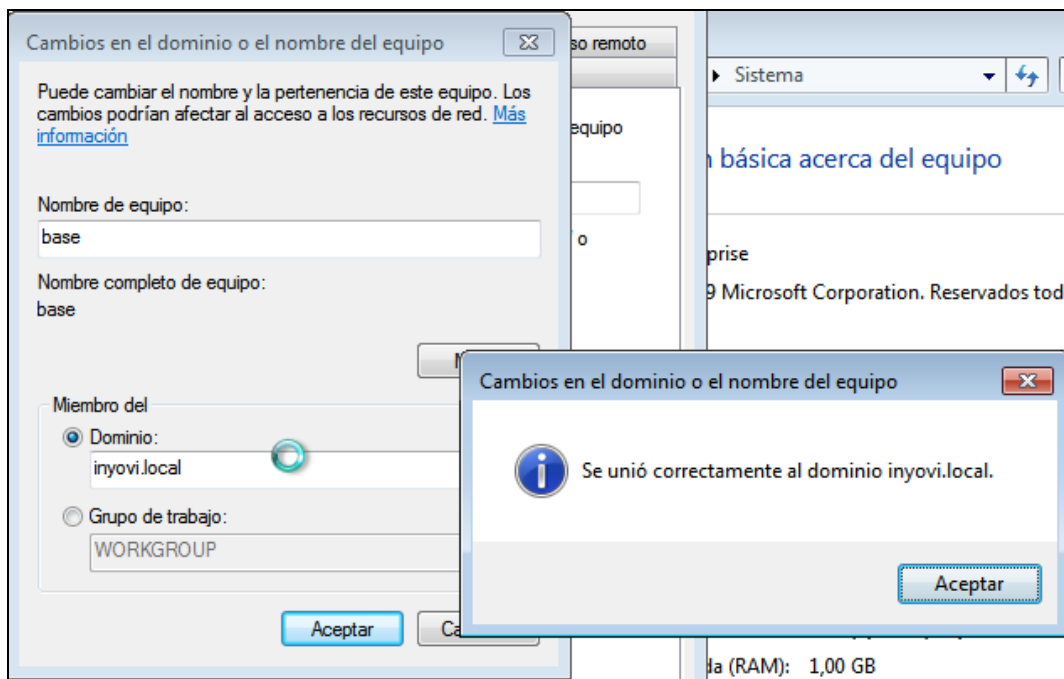 Cambios en el dominio o el nombre del equipo
Puede cambiar el nombre y la pertenencia de este equipo. Los
cambios podrían afectar al acceso a los recursos de red. Más
información
Nombre de equipo:
base
Nombre completo de equipo:
base
Miembro del
Dominio:
inyovi.local
Grupo de trabajo:
WORKGROUP
Aceptar
so remoto
equipo
o
Sistema
básica acerca del equipo
prise
9 Microsoft Corporation. Reservados tod
Cambios en el dominio o el nombre del equipo
Se unió correctamente al dominio inyovi.local.
Aceptar
da (RAM): 1,00 GB